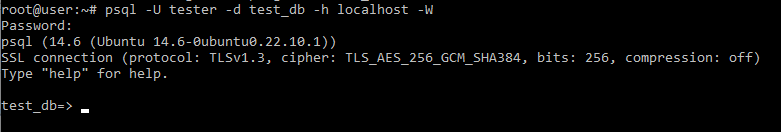 root@user:~# psql -U tester -d test_db -h localhost -W
Password:
psql (14.6 (Ubuntu 14.6-0ubuntu0.22.10.1))
SSL connection (protocol: TLSv1.3, cipher: TLS_AES_256_GCM_SHA384, bits: 256, compression: off)
Type "help" for help.
test_db=>